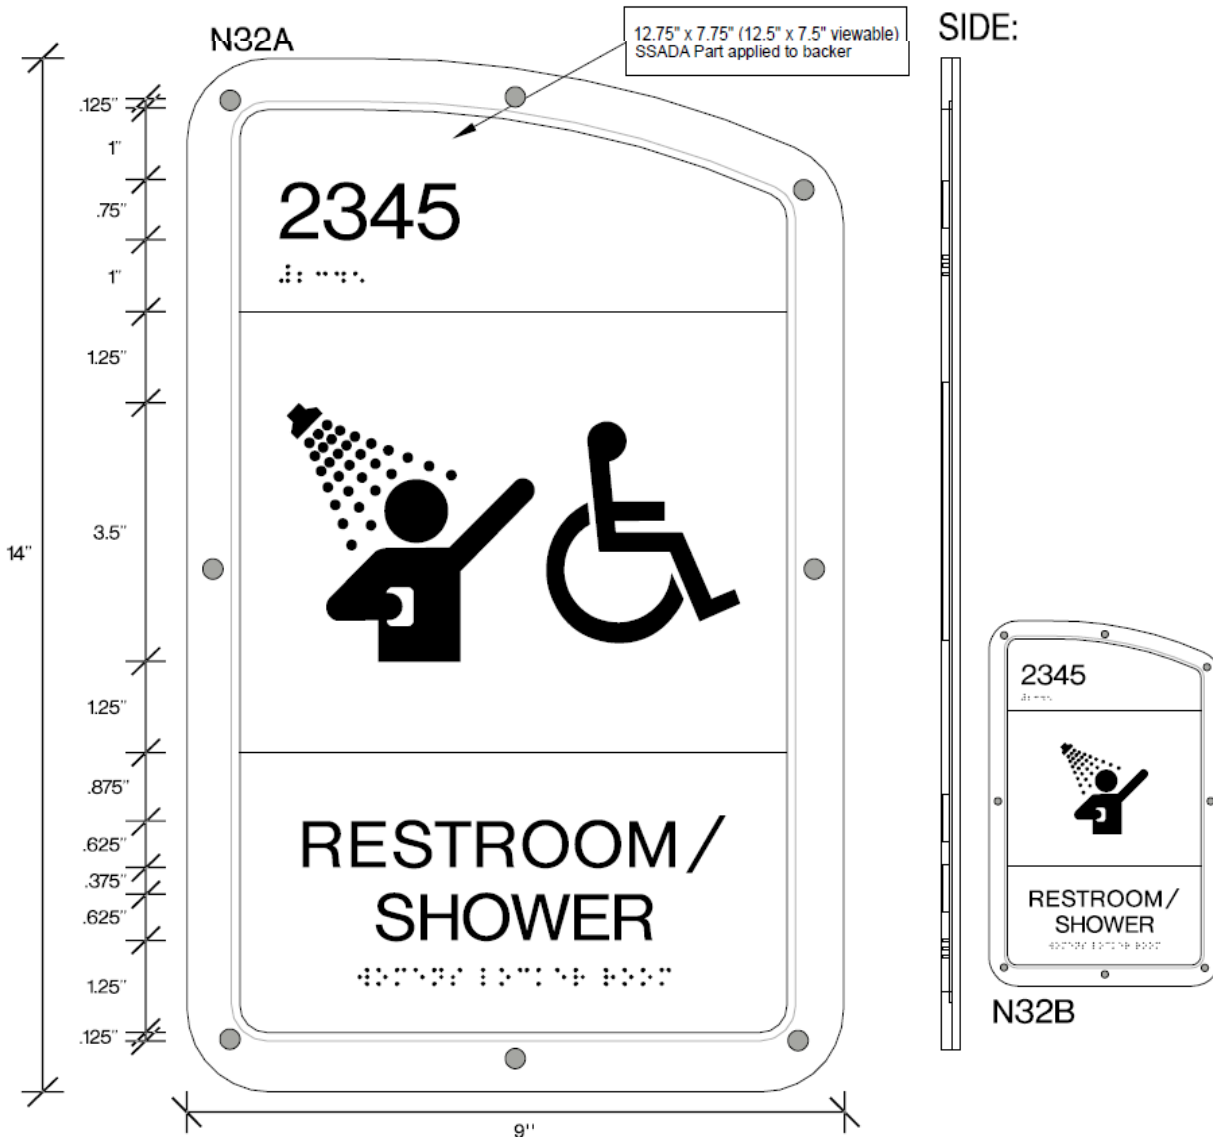 N32A
12.75" x 7.75" (12.5" x 7.5" viewable)
SSADA Part applied to backer
SIDE:
.125"
1"
.75"
1"
1.25"
3.5"
1.25"
.875"
.625"
.375"
.625"
1.25"
.125"
14"
9"
2345
RESTROOM/
SHOWER
2345
RESTROOM/
SHOWER
N32B